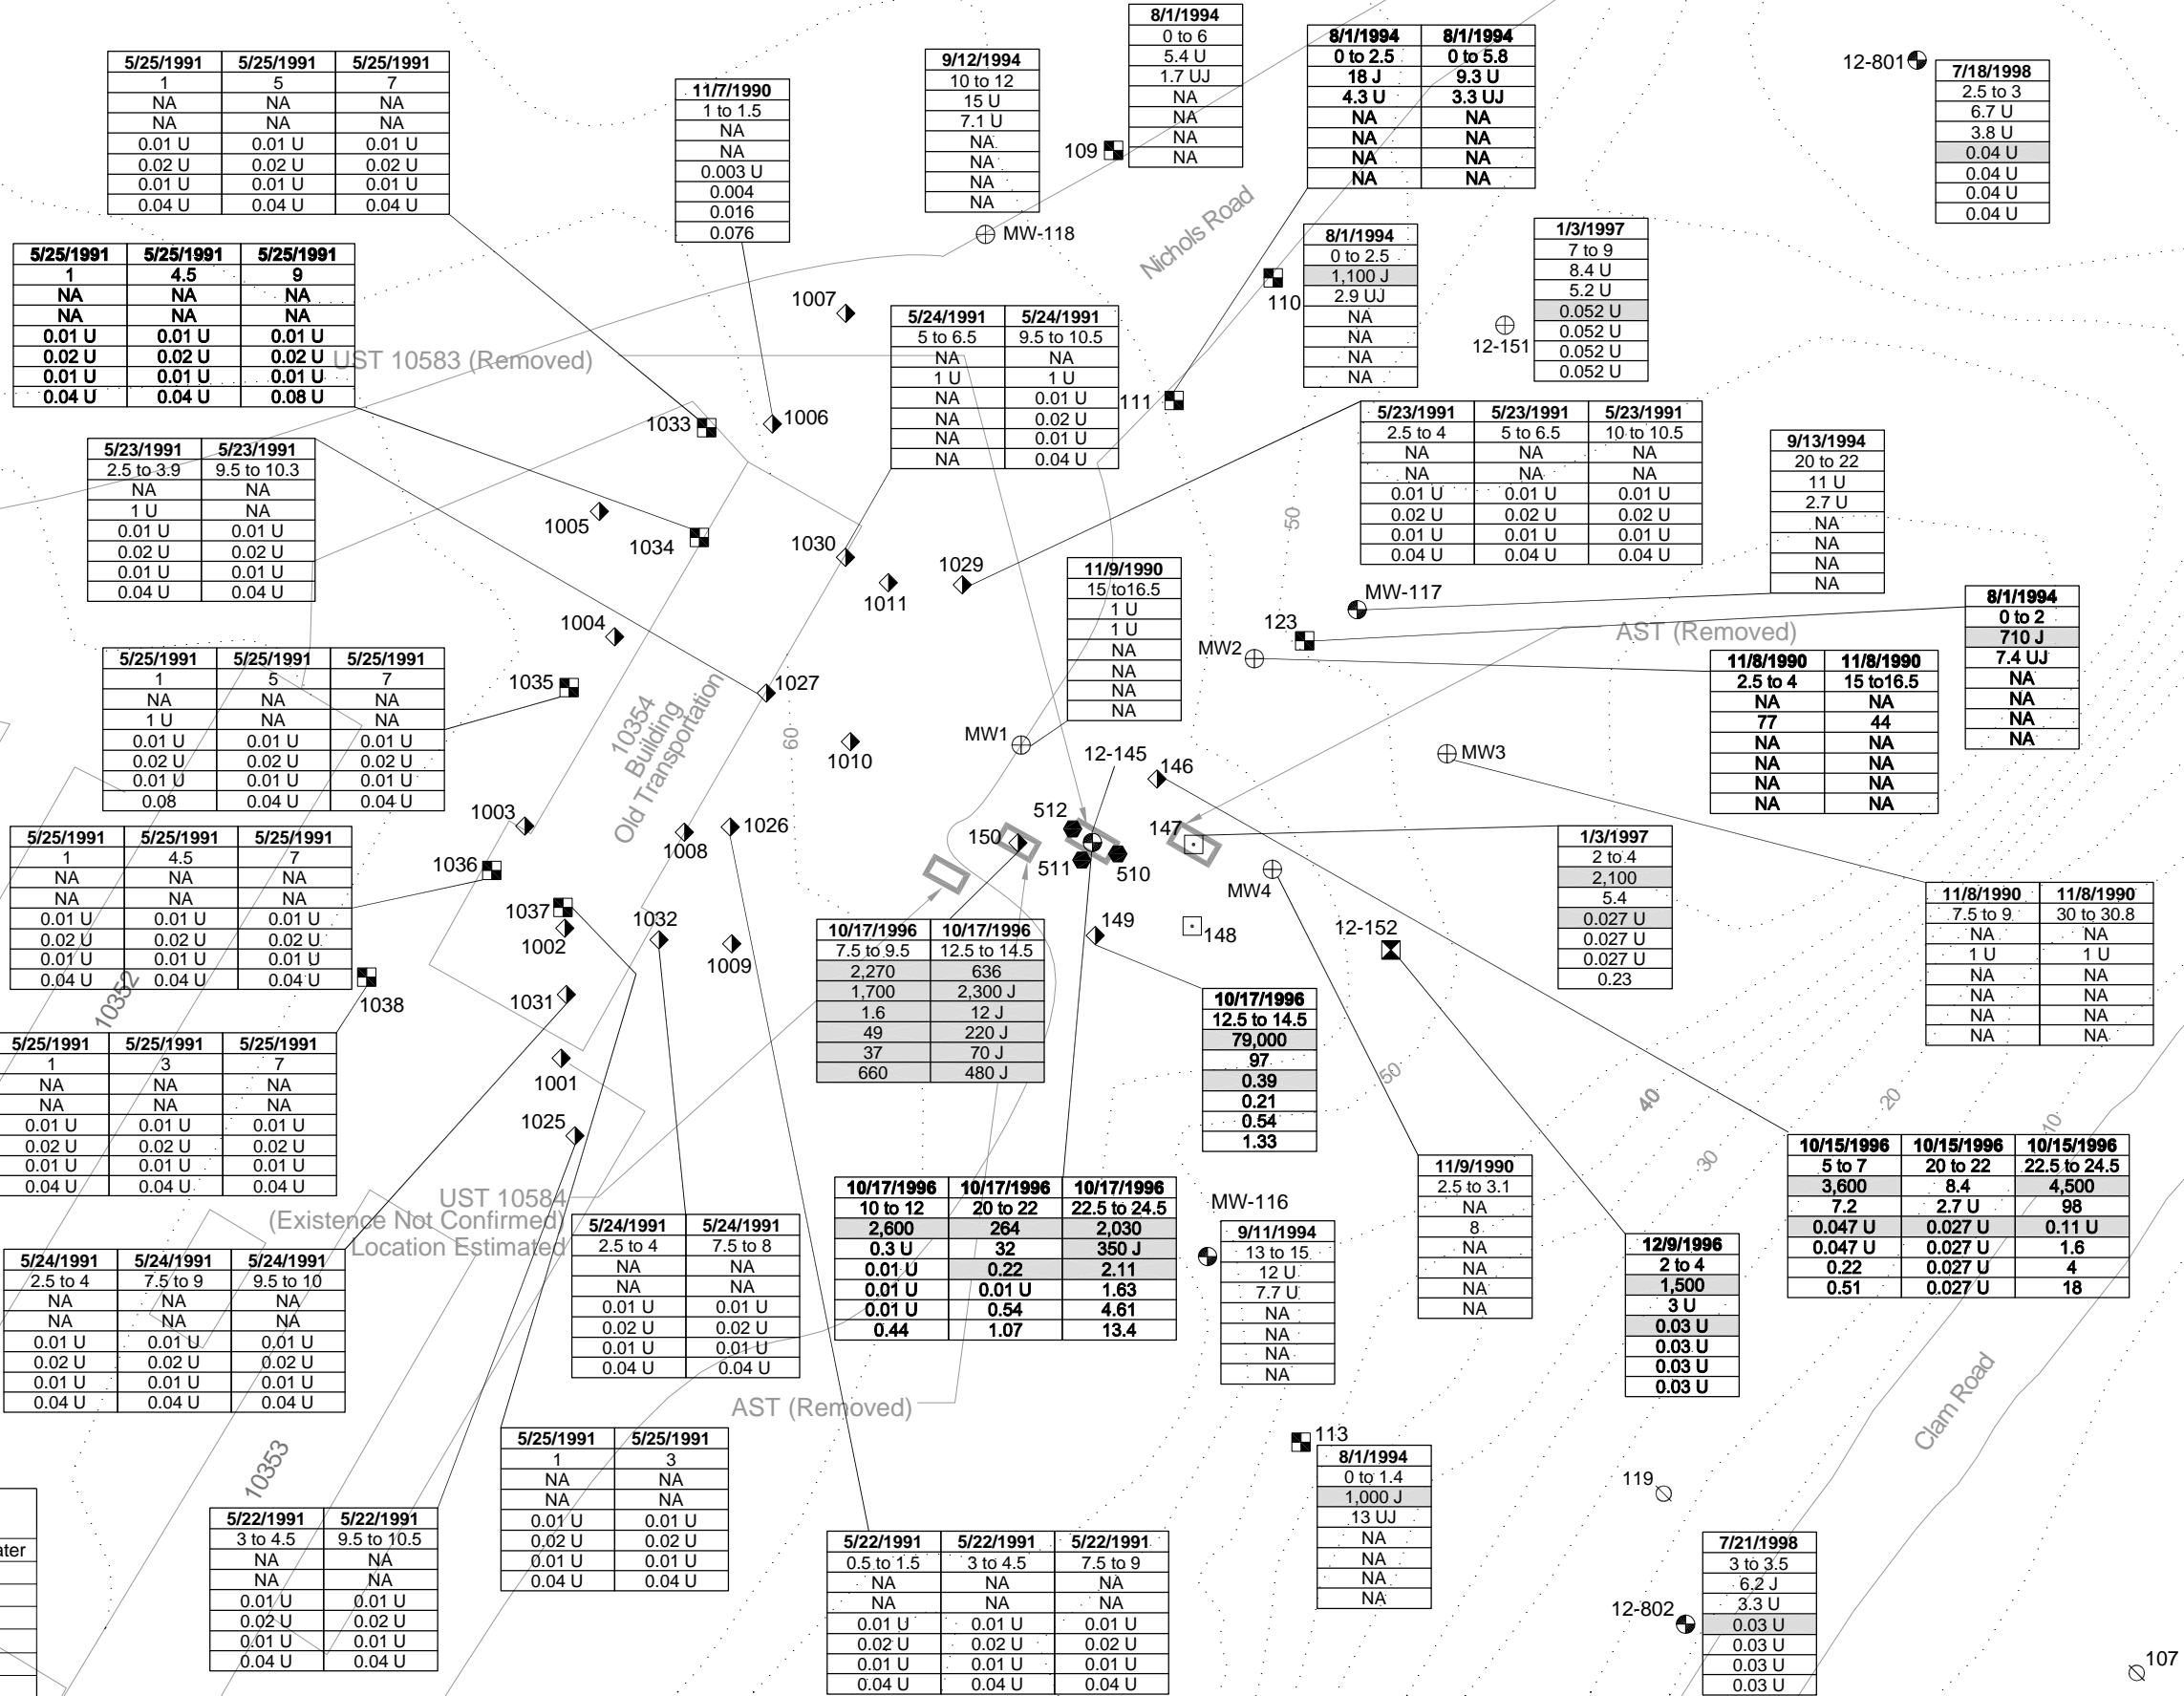 5/25/1991 5/25/1991 5/25/1991
1 5 7
NA NA NA
NA NA NA
0.01 U 0.01 U 0.01 U
0.02 U 0.02 U 0.02 U
0.01 U 0.01 U 0.01 U
0.04 U 0.04 U 0.04 U
11/7/1990
1 to 1.5
NA
NA
0.003 U
0.004
0.016
0.076
9/12/1994
10 to 12
15 U
7.1 U
NA
NA
NA
NA
MW-118
8/1/1994
0 to 6
5.4 U
1.7 UJ
NA
NA
NA
NA
109
8/1/1994 8/1/1994
0 to 2.5 0 to 5.8
18 J 9.3 U
4.3 U 3.3 UJ
NA NA
NA NA
NA NA
NA NA
12-801
7/18/1998
2.5 to 3
6.7 U
3.8 U
0.04 U
0.04 U
0.04 U
0.04 U
Nichols Road
5/25/1991 5/25/1991 5/25/1991
1 4.5 9
NA NA NA
NA NA NA
0.01 U 0.01 U 0.01 U
0.02 U 0.02 U 0.02 U
0.01 U 0.01 U 0.01 U
0.04 U 0.04 U 0.08 U
UST 10583 (Removed)
1007
1006
1033
5/24/1991 5/24/1991
5 to 6.5 9.5 to 10.5
NA NA
1 U 1 U
NA 0.01 U
NA 0.02 U
NA 0.01 U
NA 0.04 U
111
110
8/1/1994
0 to 2.5
1,100 J
2.9 UJ
NA
NA
NA
NA
12-151
1/3/1997
7 to 9
8.4 U
5.2 U
0.052 U
0.052 U
0.052 U
0.052 U
5/23/1991 5/23/1991
2.5 to 3.9 9.5 to 10.3
NA NA
1 U NA
0.01 U 0.01 U
0.02 U 0.02 U
0.01 U 0.01 U
0.04 U 0.04 U
1005
1034
1030
1011
1029
5/23/1991 5/23/1991 5/23/1991
2.5 to 4 5 to 6.5 10 to 10.5
NA NA NA
NA NA NA
0.01 U 0.01 U 0.01 U
0.02 U 0.02 U 0.02 U
0.01 U 0.01 U 0.01 U
0.04 U 0.04 U 0.04 U
50
9/13/1994
20 to 22
11 U
2.7 U
NA
NA
NA
NA
11/9/1990
15 to16.5
1 U
1 U
NA
NA
NA
NA
MW-117
123
MW2
AST (Removed)
8/1/1994
0 to 2
710 J
7.4 UJ
NA
NA
NA
NA
11/8/1990 11/8/1990
2.5 to 4 15 to16.5
NA NA
77 44
NA NA
NA NA
NA NA
NA NA
1004
1035
5/25/1991 5/25/1991 5/25/1991
1 5 7
NA NA NA
1 U NA NA
0.01 U 0.01 U 0.01 U
0.02 U 0.02 U 0.02 U
0.01 U 0.01 U 0.01 U
0.08 0.04 U 0.04 U
10354
Building
Old Transportation
1027
60
1010
MW1
12-145
146
MW3
1003
1036
1008
1026
150
512
511
510
147
MW4
5/25/1991 5/25/1991 5/25/1991
1 4.5 7
NA NA NA
NA NA NA
0.01 U 0.01 U 0.01 U
0.02 U 0.02 U 0.02 U
0.01 U 0.01 U 0.01 U
0.04 U 0.04 U 0.04 U
1/3/1997
2 to 4
2,100
5.4
0.027 U
0.027 U
0.027 U
0.23
11/8/1990 11/8/1990
7.5 to 9 30 to 30.8
NA NA
1 U 1 U
NA NA
NA NA
NA NA
NA NA
1037
1002
1032
1009
149
148
12-152
10352
1038
1031
10/17/1996 10/17/1996
7.5 to 9.5 12.5 to 14.5
2,270 636
1,700 2,300 J
1.6 12 J
49 220 J
37 70 J
660 480 J
10/17/1996
12.5 to 14.5
79,000
97
0.39
0.21
0.54
1.33
5/25/1991 5/25/1991 5/25/1991
1 3 7
NA NA NA
NA NA NA
0.01 U 0.01 U 0.01 U
0.02 U 0.02 U 0.02 U
0.01 U 0.01 U 0.01 U
0.04 U 0.04 U 0.04 U
1001
1025
50
40
30
20
10
11/9/1990
2.5 to 3.1
NA
8
NA
NA
NA
NA
10/15/1996 10/15/1996 10/15/1996
5 to 7 20 to 22 22.5 to 24.5
3,600 8.4 4,500
7.2 2.7 U 98
0.047 U 0.027 U 0.11 U
0.047 U 0.027 U 1.6
0.22 0.027 U 4
0.51 0.027 U 18
UST 10584
(Existence Not Confirmed)
Location Estimated
10/17/1996 10/17/1996 10/17/1996
10 to 12 20 to 22 22.5 to 24.5
2,600 264 2,030
0.3 U 32 350 J
0.01 U 0.22 2.11
0.01 U 0.01 U 1.63
0.01 U 0.54 4.61
0.44 1.07 13.4
MW-116
9/11/1994
13 to 15
12 U
7.7 U
NA
NA
NA
NA
12/9/1996
2 to 4
1,500
3 U
0.03 U
0.03 U
0.03 U
0.03 U
5/24/1991 5/24/1991 5/24/1991
2.5 to 4 7.5 to 9 9.5 to 10
NA NA NA
NA NA NA
0.01 U 0.01 U 0.01 U
0.02 U 0.02 U 0.02 U
0.01 U 0.01 U 0.01 U
0.04 U 0.04 U 0.04 U
5/24/1991 5/24/1991
2.5 to 4 7.5 to 8
NA NA
NA NA
0.01 U 0.01 U
0.02 U 0.02 U
0.01 U 0.01 U
0.04 U 0.04 U
AST (Removed)
Clam Road
10353
5/25/1991 5/25/1991
1 3
NA NA
NA NA
0.01 U 0.01 U
0.02 U 0.02 U
0.01 U 0.01 U
0.04 U 0.04 U
113
8/1/1994
0 to 1.4
1,000 J
13 UJ
NA
NA
NA
NA
119
5/22/1991 5/22/1991
3 to 4.5 9.5 to 10.5
NA NA
NA NA
0.01 U 0.01 U
0.02 U 0.02 U
0.01 U 0.01 U
0.04 U 0.04 U
5/22/1991 5/22/1991 5/22/1991
0.5 to 1.5 3 to 4.5 7.5 to 9
NA NA NA
NA NA NA
0.01 U 0.01 U 0.01 U
0.02 U 0.02 U 0.02 U
0.01 U 0.01 U 0.01 U
0.04 U 0.04 U 0.04 U
12-802
7/21/1998
3 to 3.5
6.2 J
3.3 U
0.03 U
0.03 U
0.03 U
0.03 U
107